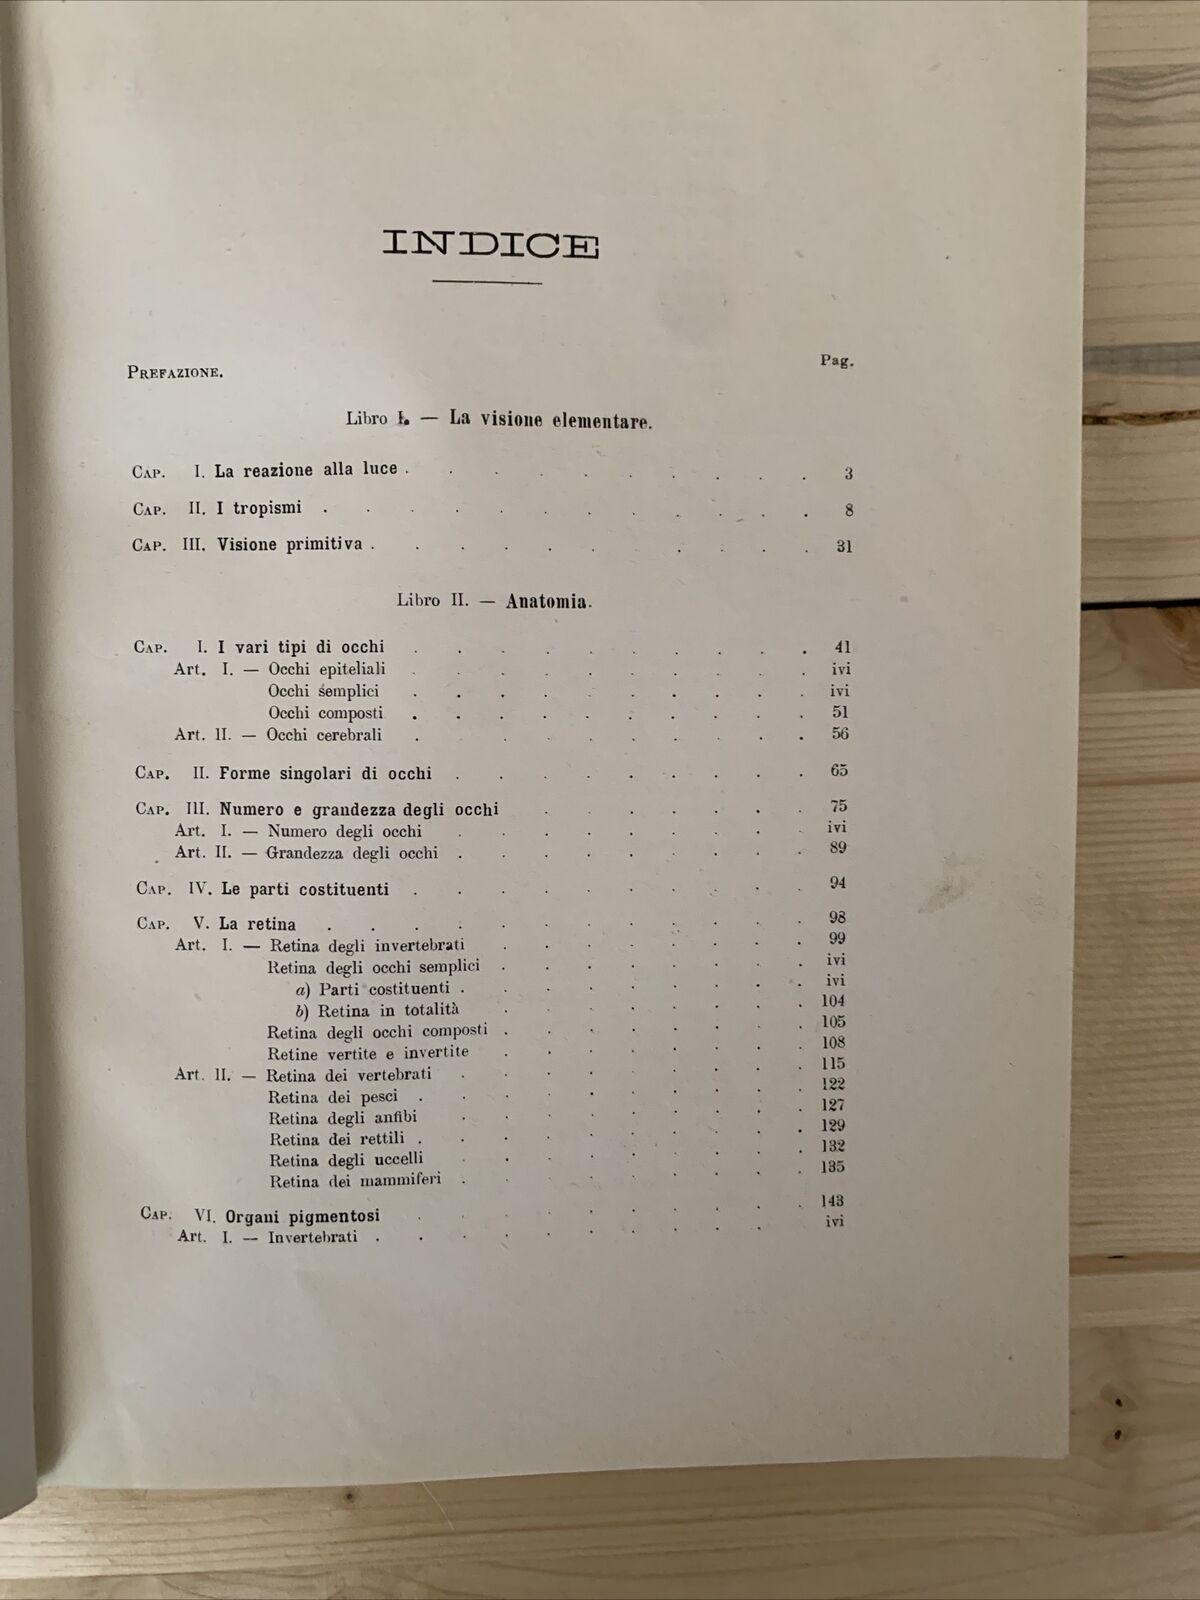 INDICE
Pag.
PREFAZIONE.
Libro I. — La visione elementare.
CAP. I. La reazione alla luce . . . . . . . . . . 3
CAP. II. I tropismi . . . . . . . . . . . . 8
CAP. III. Visione primitiva . . . . . . . . . . . 31
Libro II. — Anatomia.
CAP. I. I vari tipi di occhi . . . . . . . . . . 41
Art. I. — Occhi epiteliali . . . . . . . . . . ivi
Occhi semplici . . . . . . . . . . ivi
Occhi composti . . . . . . . . . . 51
Art. II. — Occhi cerebrali . . . . . . . . . . 56
CAP. II. Forme singolari di occhi . . . . . . . . . 65
CAP. III. Numero e grandezza degli occhi . . . . . . . 75
Art. I. — Numero degli occhi . . . . . . . . . ivi
Art. II. — Grandezza degli occhi . . . . . . . . . 89
CAP. IV. Le parti costituenti . . . . . . . . . . 94
CAP. V. La retina . . . . . . . . . . . . 98
Art. I. — Retina degli invertebrati . . . . . . . . 99
Retina degli occhi semplici . . . . . . . . ivi
a) Parti costituenti . . . . . . . . . ivi
b) Retina in totalità . . . . . . . . 104
Retina degli occhi composti . . . . . . . . 105
Retine vertite e invertite . . . . . . . . 108
Art. II. — Retina dei vertebrati . . . . . . . . . 115
Retina dei pesci . . . . . . . . . . 122
Retina degli anfibi . . . . . . . . . 127
Retina dei rettili . . . . . . . . . . 129
Retina degli uccelli . . . . . . . . . 132
Retina dei mammiferi . . . . . . . . . 135
CAP. VI. Organi pigmentosi . . . . . . . . . . 143
Art. I. — Invertebrati . . . . . . . . . . . ivi